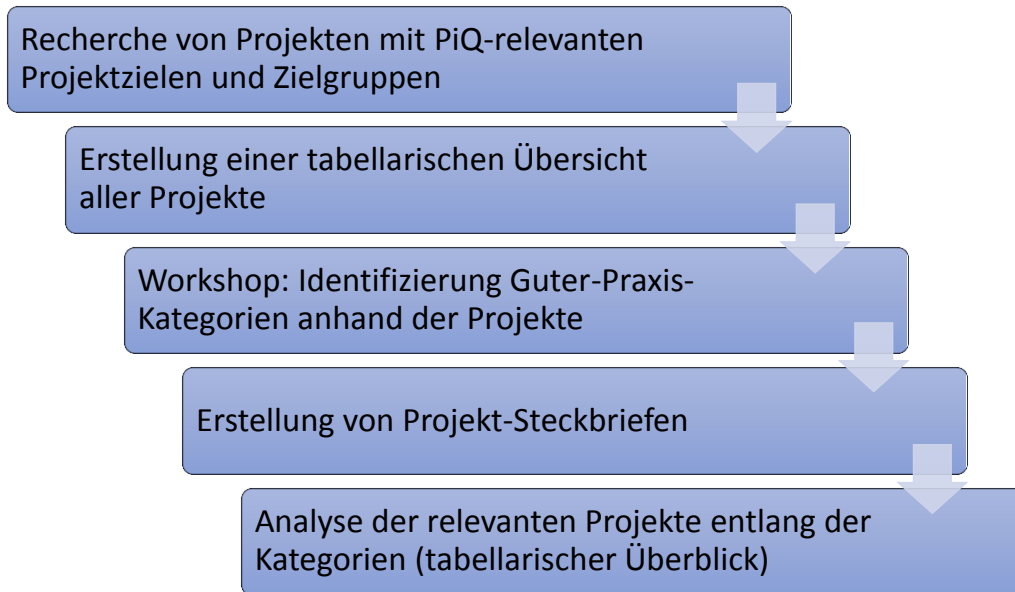 Recherche von Projekten mit PiQ-relevanten
Projektzielen und Zielgruppen
Erstellung einer tabellarischen Übersicht
aller Projekte
Workshop: Identifizierung Guter-Praxis-
Kategorien anhand der Projekte
Erstellung von Projekt-Steckbriefen
Analyse der relevanten Projekte entlang der
Kategorien (tabellarischer Überblick)